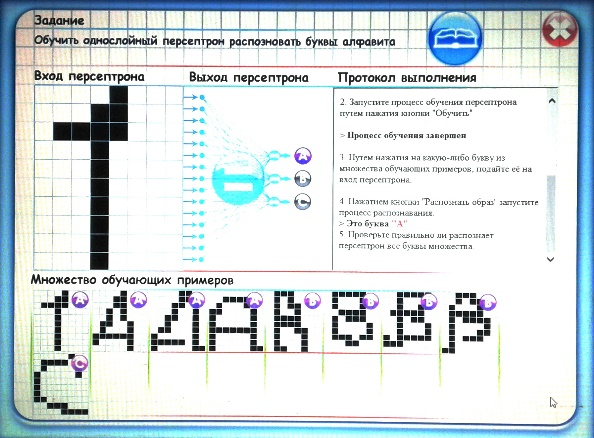 Задание
Обучить однослойный персептрон распозновать буквы алфавита
Вход персептрона
Выход персептрона
Протокол выполнения
2. Запустите процесс обучения персептрона
путем нажатия кнопки "Обучить"
> Процесс обучения завершен
3. Путем нажатия на какую-либо букву из
множества обучающих примеров, подайте её на
вход персептрона.
4. Нажатием кнопки "Распознать образ" запустите
процесс распознавания.
> Это буква "А"
5. Проверьте правильно ли распознает
персептрон все буквы множества
А
Б
С
Множество обучающих примеров
А
А
А
А
Б
Б
Б
Б
С